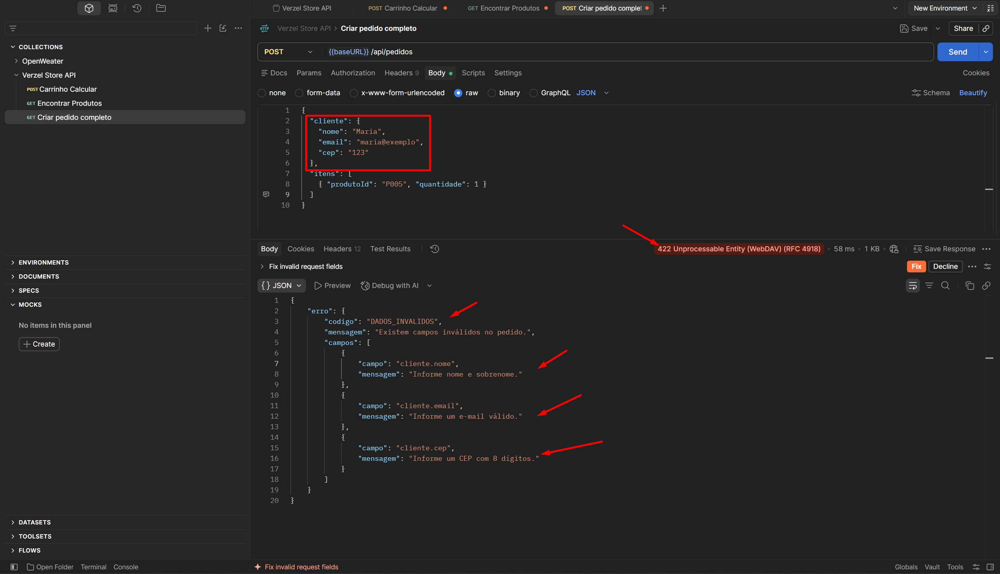 Verzel Store API
POST Carrinho Calcular
GET Encontrar Produtos
POST Criar pedido complet
New Environment
Verzel Store API > Criar pedido completo
Save
Share
COLLECTIONS
OpenWeater
Verzel Store API
POST Carrinho Calcular
GET Encontrar Produtos
GET Criar pedido completo
POST
{{baseURL}} /api/pedidos
Send
Docs Params Authorization Headers 9 Body Scripts Settings
Cookies
none form-data x-www-form-urlencoded raw binary GraphQL JSON
Schema Beautify
1 {
2 "cliente": {
3 "nome": "Maria",
4 "email": "maria@exemplo",
5 "cep": "123"
6 },
7 "itens": [
8 { "produtoId": "P005", "quantidade": 1 }
9 ]
10 }
Body Cookies Headers 12 Test Results
422 Unprocessable Entity (WebDAV) (RFC 4918) • 58 ms • 1 KB
e.g. Save Response
Fix invalid request fields
Fix Decline
{} JSON Preview Debug with AI
1 {
2 "erro": {
3 "codigo": "DADOS_INVALIDOS",
4 "mensagem": "Existem campos inválidos no pedido.",
5 "campos": [
6 {
7 "campo": "cliente.nome",
8 "mensagem": "Informe nome e sobrenome."
9 },
10 {
11 "campo": "cliente.email",
12 "mensagem": "Informe um e-mail válido."
13 },
14 {
15 "campo": "cliente.cep",
16 "mensagem": "Informe um CEP com 8 dígitos."
17 }
18 ]
19 }
20 }
ENVIRONMENTS
DOCUMENTS
SPECS
MOCKS
No items in this panel
+ Create
DATASETS
TOOLSETS
FLOWS
Open Folder Terminal Console
Fix invalid request fields
Globals Vault Tools